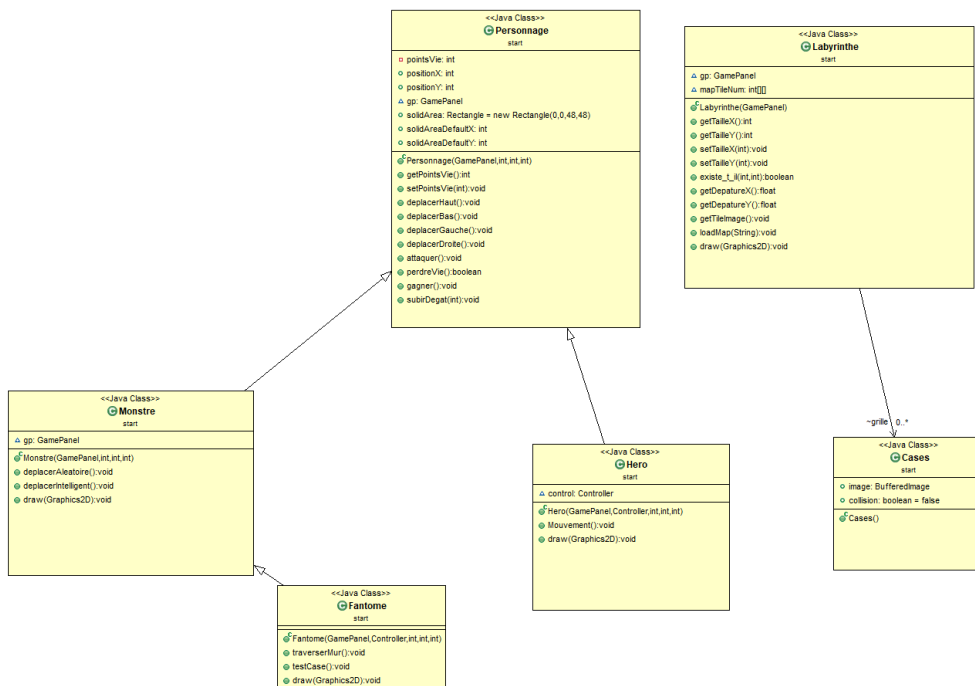 <<Java Class>>
Personnage
start
pointsVie: int
positionX: int
positionY: int
gp: GamePanel
solidArea: Rectangle = new Rectangle(0,0,48,48)
solidAreaDefaultX: int
solidAreaDefaultY: int
Personnage(GamePanel,int,int,int)
getPointsVie():int
setPointsVie(int):void
deplacerHaut():void
deplacerBas():void
deplacerGauche():void
deplacerDroite():void
attaquer():void
perdreVie():boolean
gagner():void
subirDegat(int):void
<<Java Class>>
Labyrinthe
start
gp: GamePanel
mapTileNum: int[][]
Labyrinthe(GamePanel)
getTailleX():int
getTailleY():int
setTailleX(int):void
setTailleY(int):void
existe_t_il(int,int):boolean
getDepatureX():float
getDepatureY():float
getTileImage():void
loadMap(String):void
draw(Graphics2D):void
<<Java Class>>
Monstre
start
gp: GamePanel
Monstre(GamePanel,int,int,int)
deplacerAleatoire():void
deplacerIntelligent():void
draw(Graphics2D):void
<<Java Class>>
Hero
start
control: Controller
Hero(GamePanel,Controller,int,int,int)
Mouvement():void
draw(Graphics2D):void
~grille 0..*
<<Java Class>>
Cases
start
image: BufferedImage
collision: boolean = false
Cases()
<<Java Class>>
Fantome
start
Fantome(GamePanel,Controller,int,int,int)
traverserMur():void
testCase():void
draw(Graphics2D):void